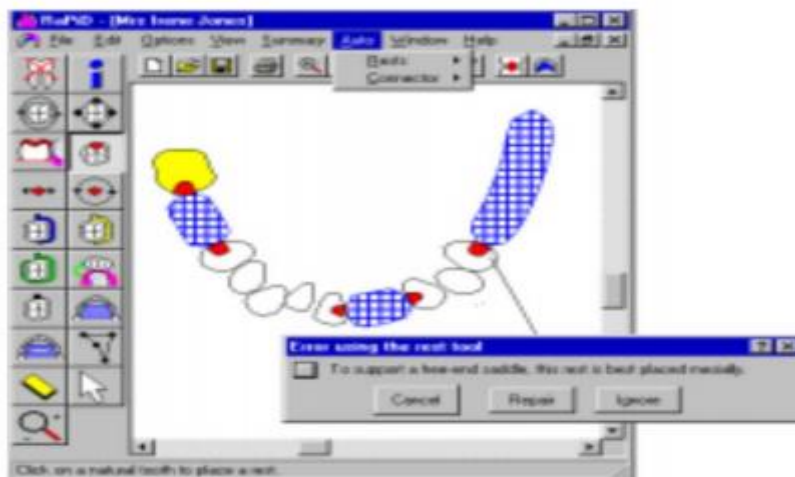 RaPiD - [Mrs Irene Jones]
File Edit Options View Summary Auto Window Help
Rests
Connector
Error using the rest tool
To support a free-end saddle, this rest is best placed mesially.
Cancel Repair Ignore
Click on a natural tooth to place a rest.